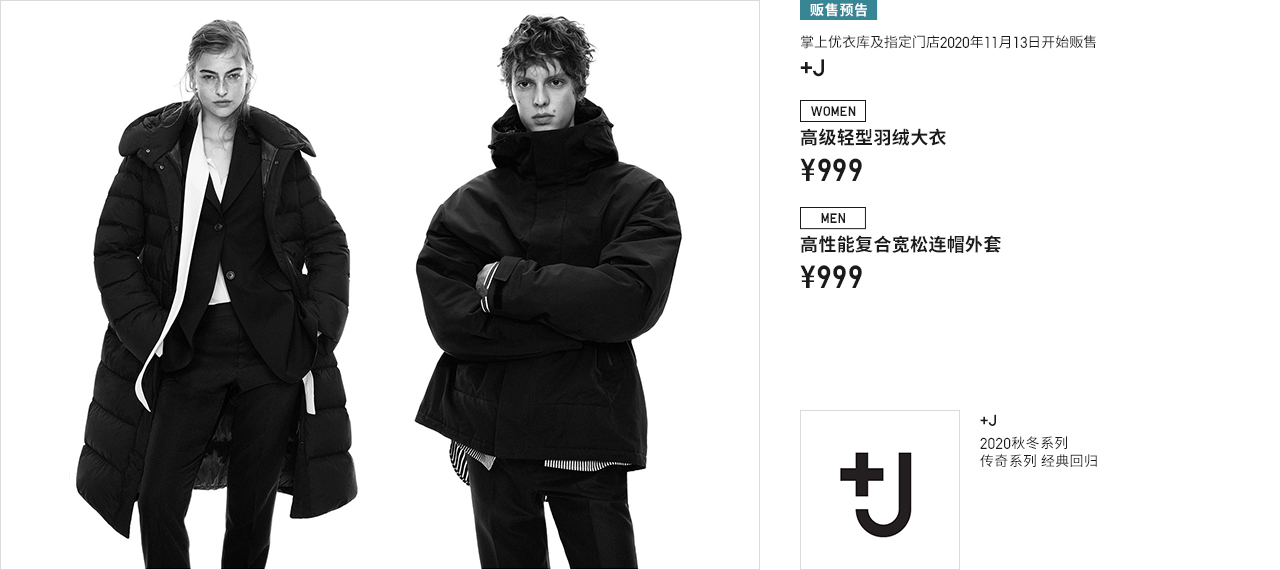 贩售预告
掌上优衣库及指定门店2020年11月13日开始贩售
+J
WOMEN
高级轻型羽绒大衣
¥999
MEN
高性能复合宽松连帽外套
¥999
+J
+J
2020秋冬系列
传奇系列 经典回归